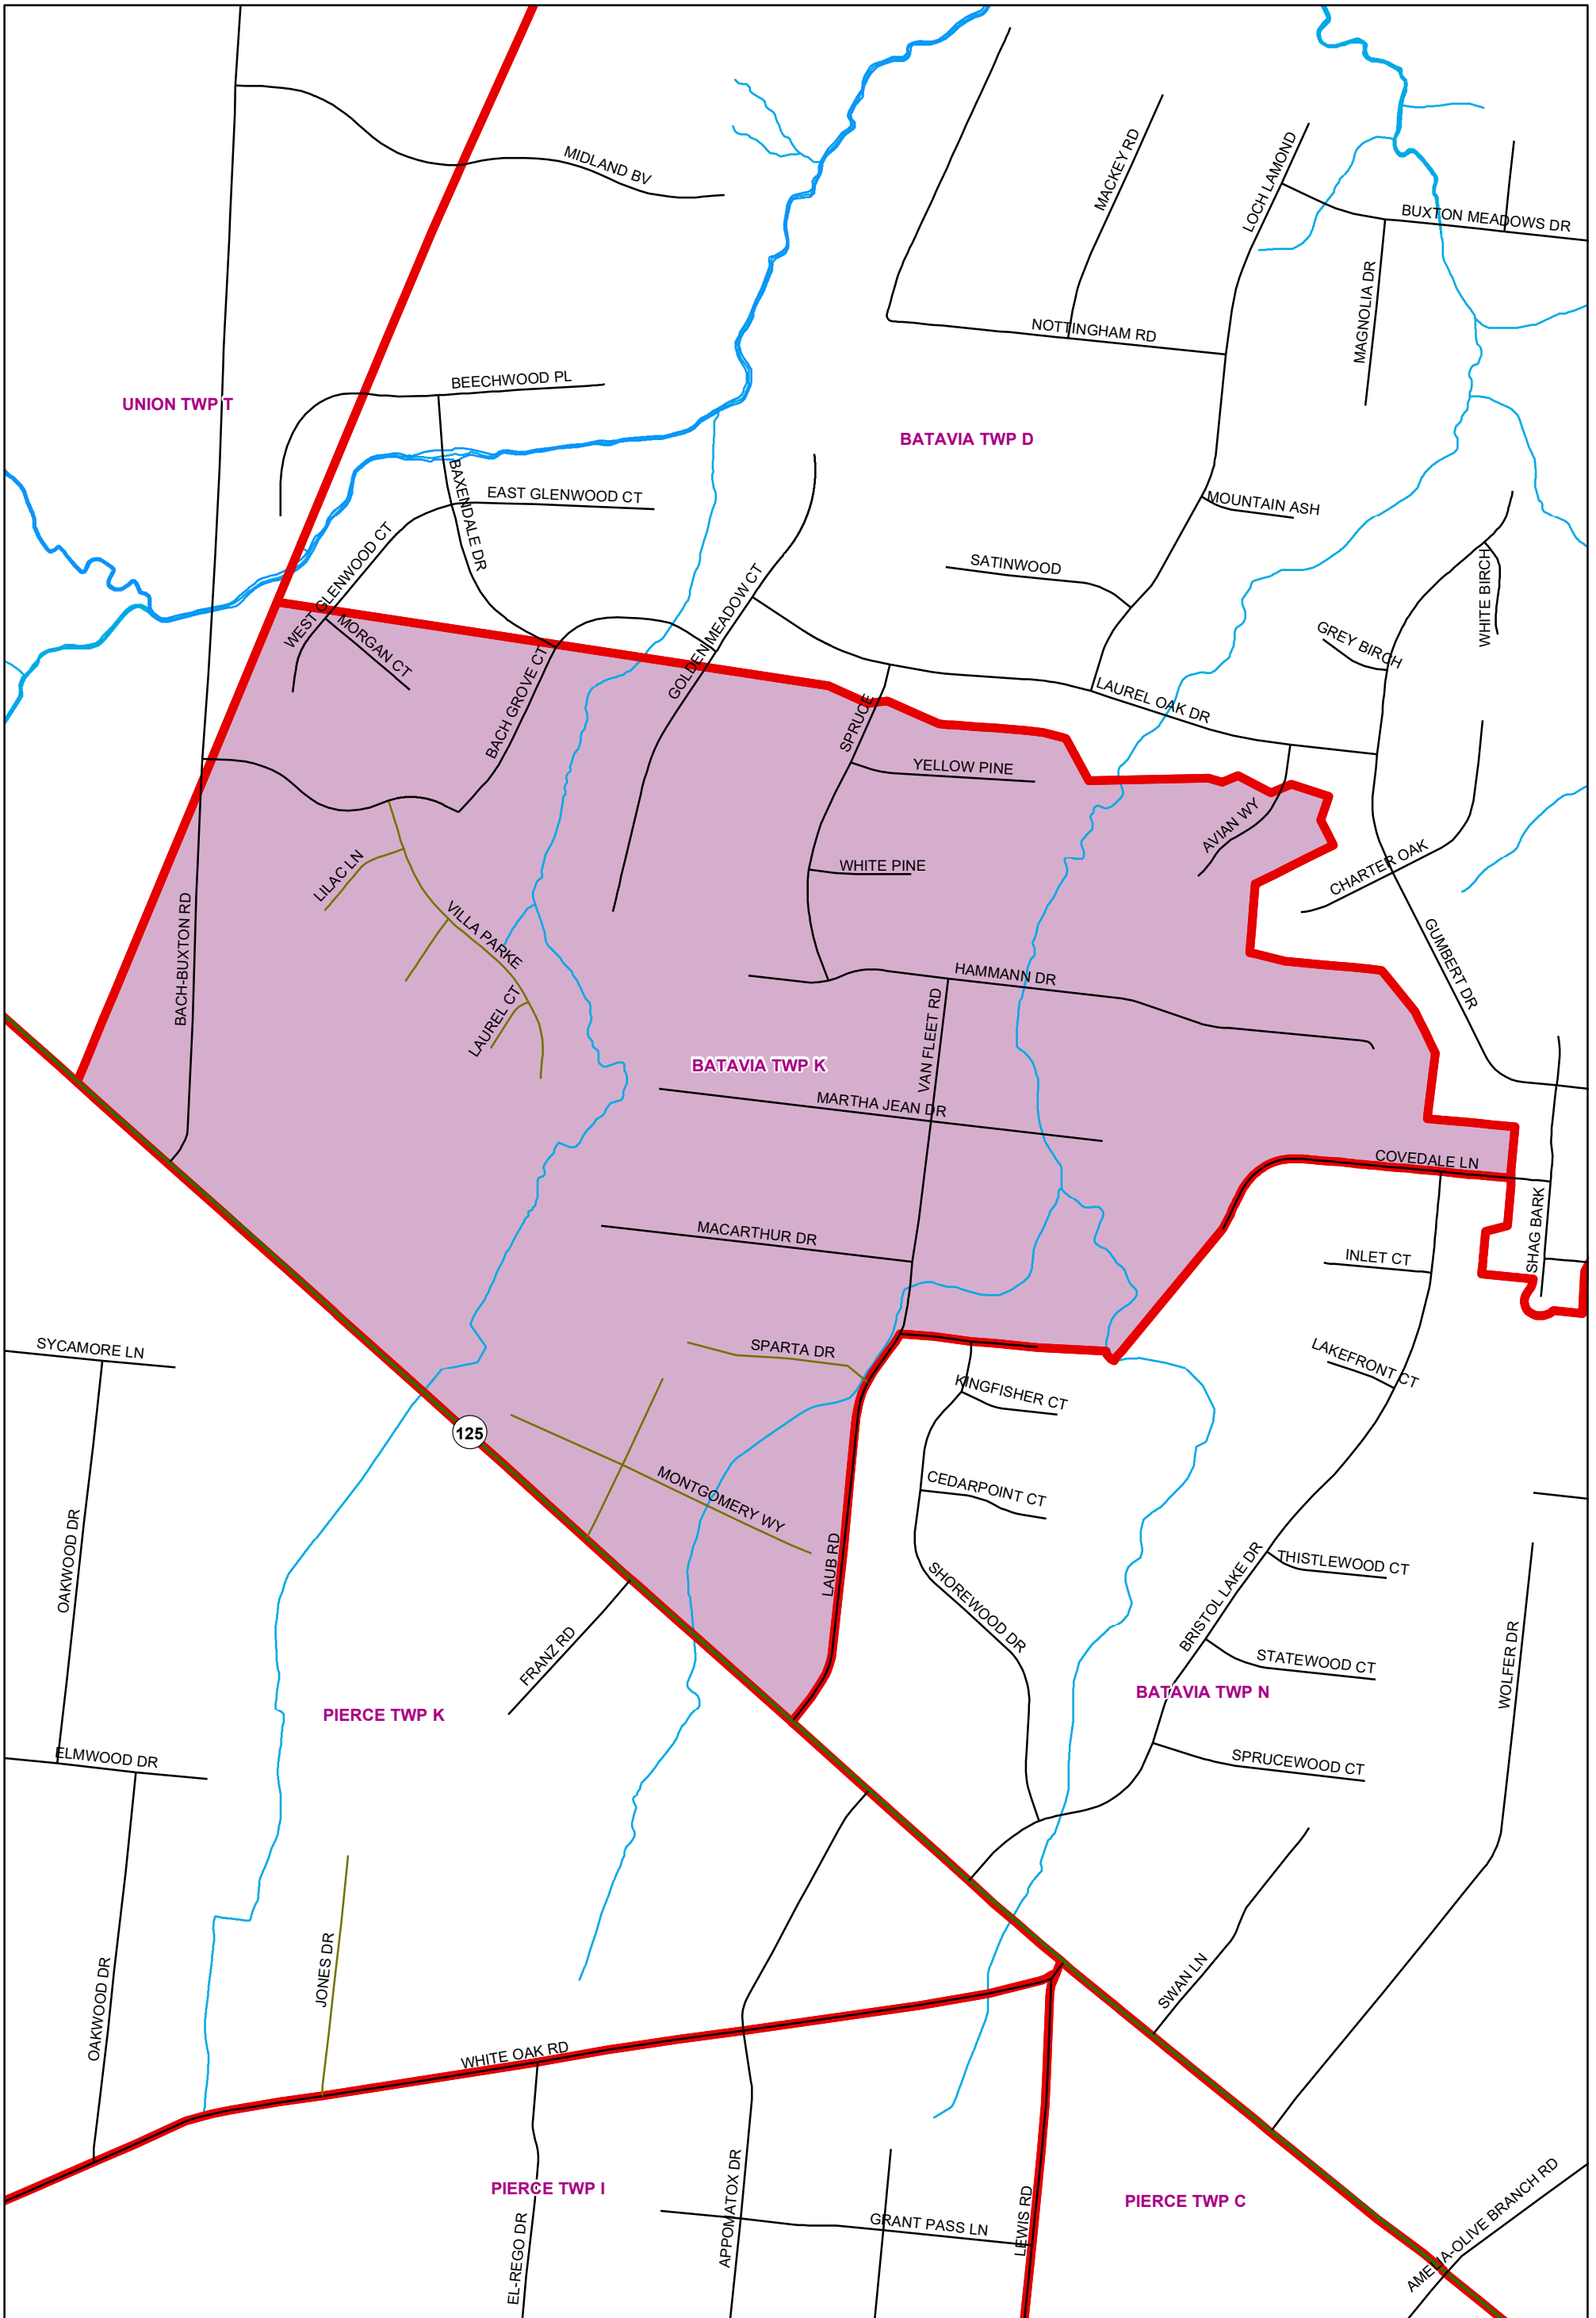 MIDLAND BV
MACKEY RD
LOCH LAMOND
BUXTON MEADOWS DR
MAGNOLIA DR
NOTTINGHAM RD
BEECHWOOD PL
UNION TWP T
BATAVIA TWP D
BAXENDALE DR
EAST GLENWOOD CT
MOUNTAIN ASH
WEST GLENWOOD CT
SATINWOOD
WHITE BIRCH
GOLDEN MEADOW CT
GREY BIRCH
MORGAN CT
BACH GROVE CT
LAUREL OAK DR
SPRUCE
YELLOW PINE
AVIAN WY
WHITE PINE
CHARTER OAK
LILAC LN
VILLA PARKE
BACH-BUXTON RD
GUMBERT DR
HAMMANN DR
LAUREL CT
VAN FLEET RD
BATAVIA TWP K
MARTHA JEAN DR
COVEDALE LN
SHAG BARK
MACARTHUR DR
INLET CT
SYCAMORE LN
SPARTA DR
LAKEFRONT CT
KINGFISHER CT
125
MONTGOMERY WY
CEDARPOINT CT
OAKWOOD DR
LAUB RD
THISTLEWOOD CT
SHOREWOOD DR
BRISTOL LAKE DR
FRANZ RD
STATEWOOD CT
WOLFER DR
BATAVIA TWP N
PIERCE TWP K
ELMWOOD DR
SPRUCEWOOD CT
JONES DR
SWAN LN
OAKWOOD DR
WHITE OAK RD
PIERCE TWP I
APPOMATOX DR
PIERCE TWP C
GRANT PASS LN
LEWIS RD
EL-REGO DR
AMELIA-OLIVE BRANCH RD